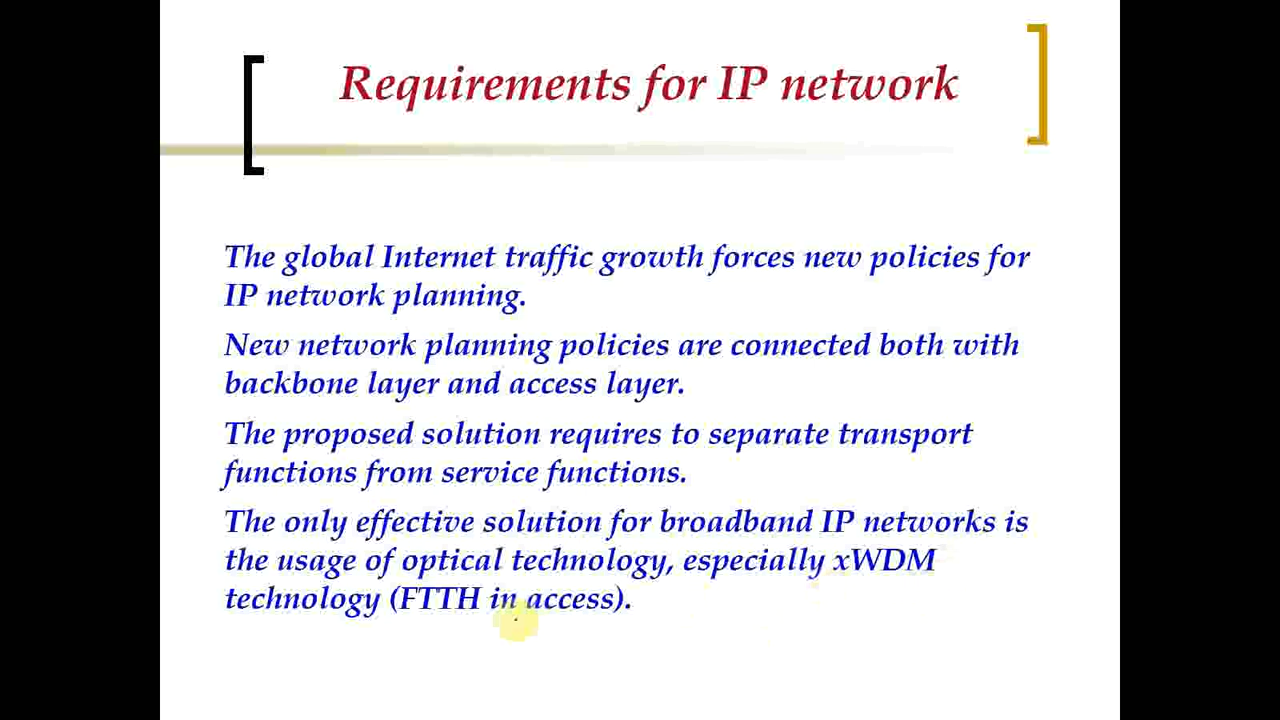 Requirements for IP network
The global Internet traffic growth forces new policies for
IP network planning.
New network planning policies are connected both with
backbone layer and access layer.
The proposed solution requires to separate transport
functions from service functions.
The only effective solution for broadband IP networks is
the usage of optical technology, especially xWDM
technology (FTTH in access).